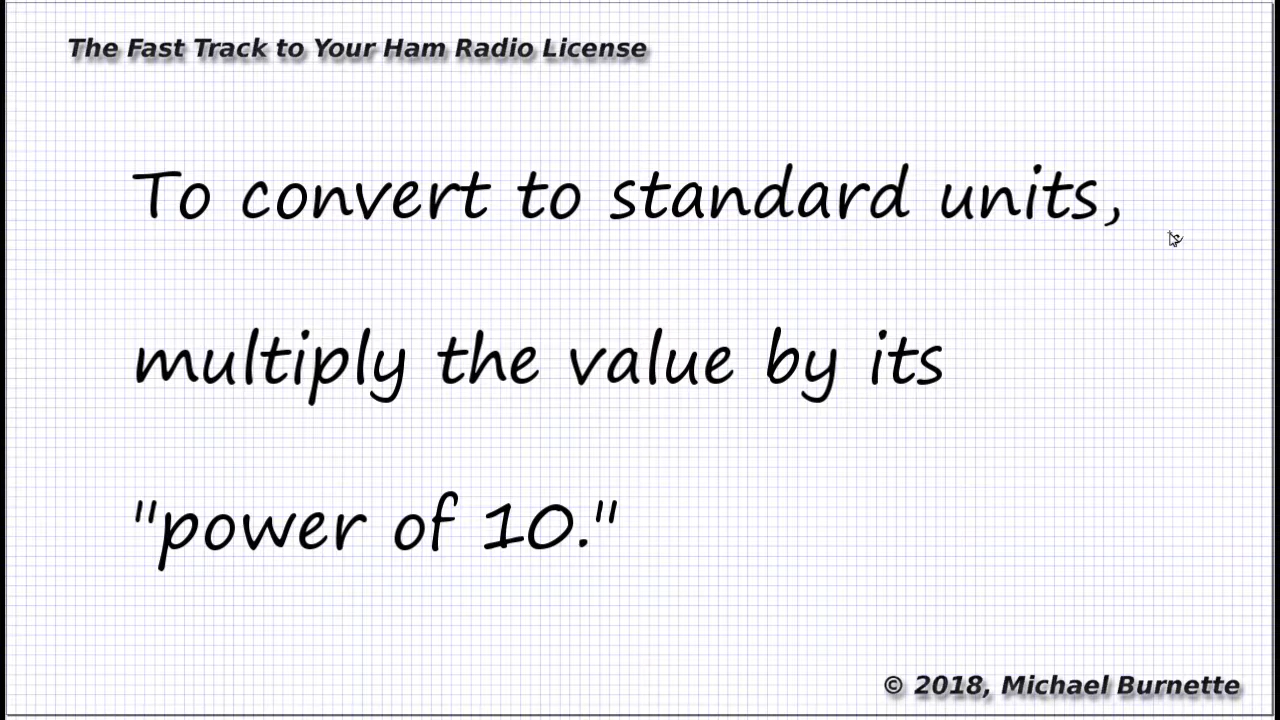 The Fast Track to Your Ham Radio License
To convert to standard units,
multiply the value by its
"power of 10."
© 2018, Michael Burnette